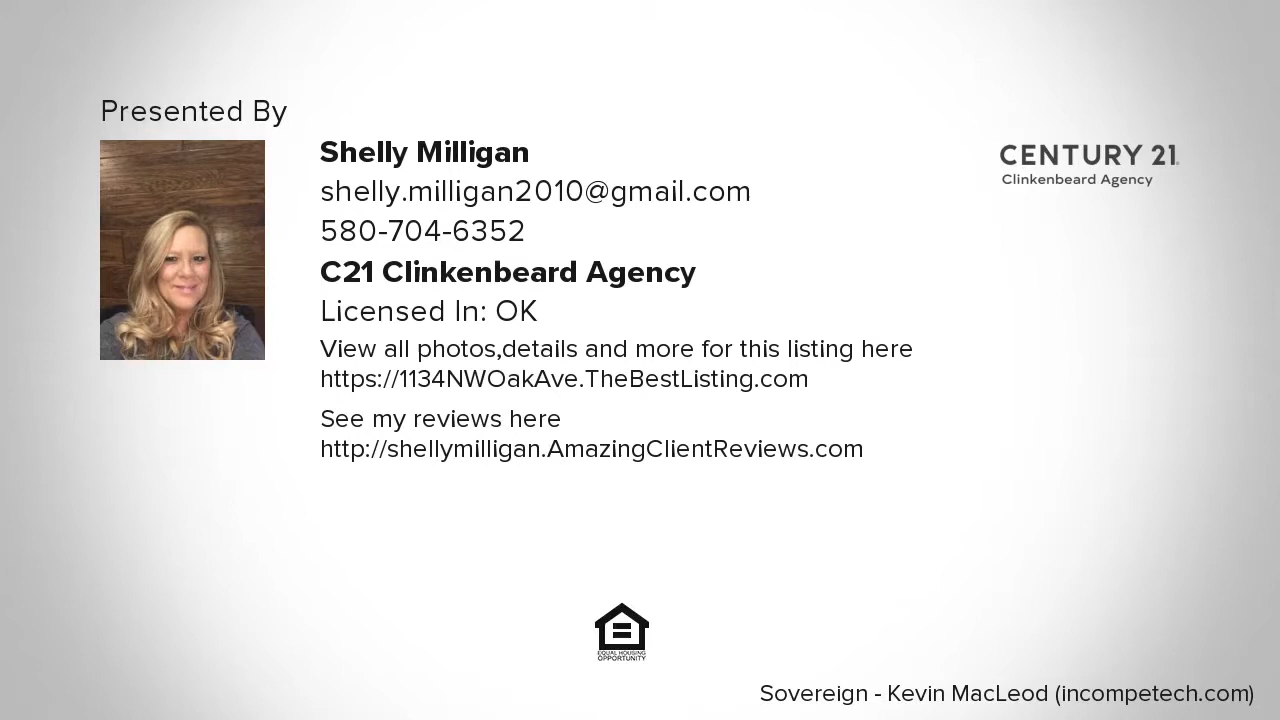 Presented By
Shelly Milligan
shelly.milligan2010@gmail.com
580-704-6352
C21 Clinkenbeard Agency
Licensed In: OK
View all photos,details and more for this listing here
https://1134NWOakAve.TheBestListing.com
See my reviews here
http://shellymilligan.AmazingClientReviews.com
CENTURY 21
Clinkenbeard Agency
EQUAL HOUSING
OPPORTUNITY
Sovereign - Kevin MacLeod (incompetech.com)